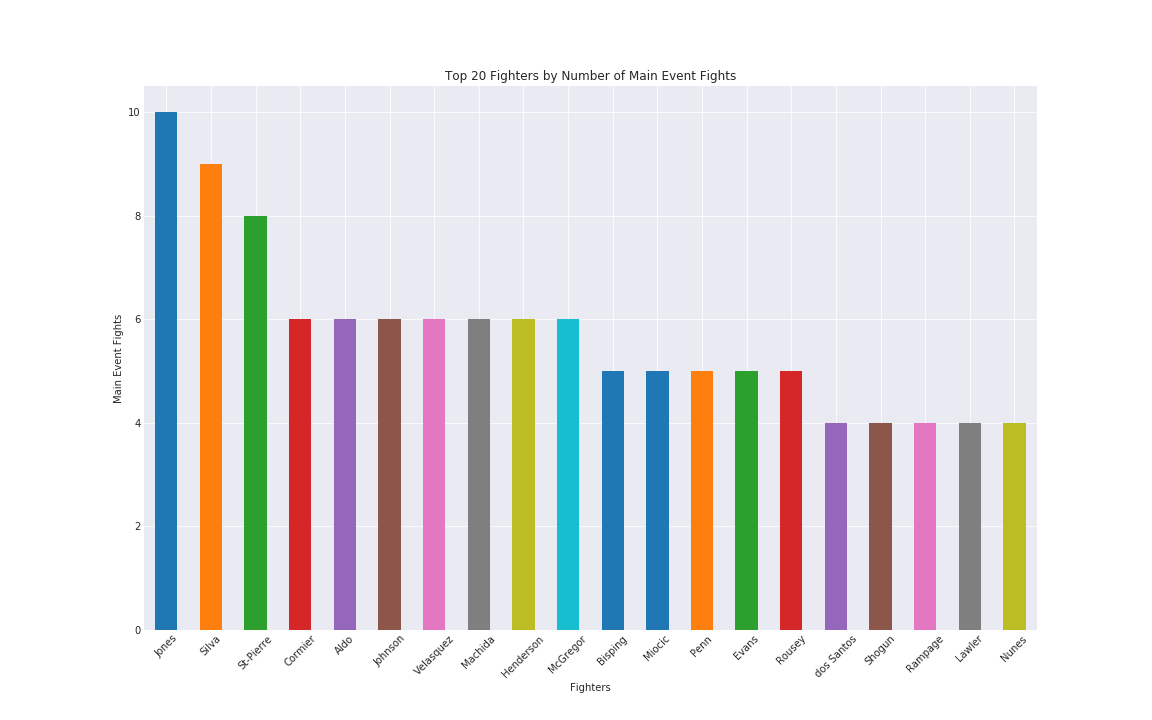 Top 20 Fighters by Number of Main Event Fights
Main Event Fights
10
8
6
4
2
0
Jones
Silva
St-Pierre
Cormier
Aldo
Johnson
Velasquez
Machida
Henderson
McGregor
Bisping
Miocic
Penn
Evans
Rousey
dos Santos
Shogun
Rampage
Lawler
Nunes
Fighters